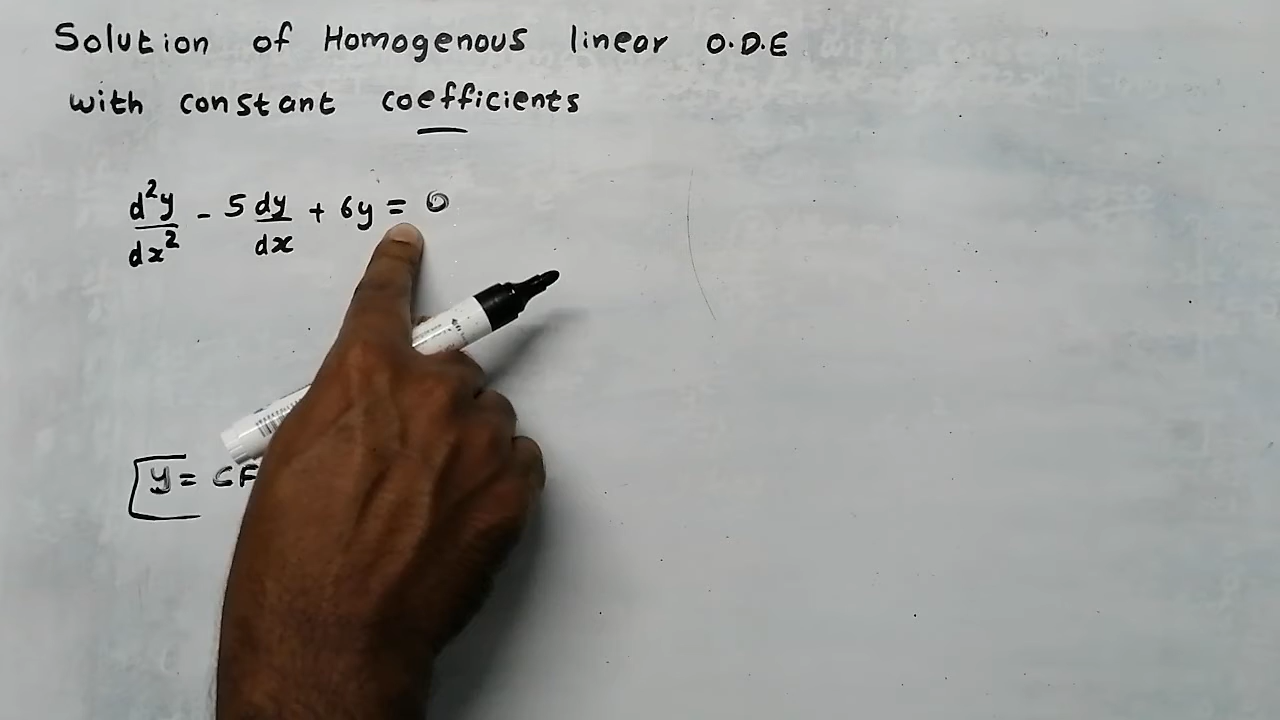 Solution of Homogenous linear O.D.E
with constant coefficients
d²y/dx² - 5 dy/dx + 6y = 0
y = CF